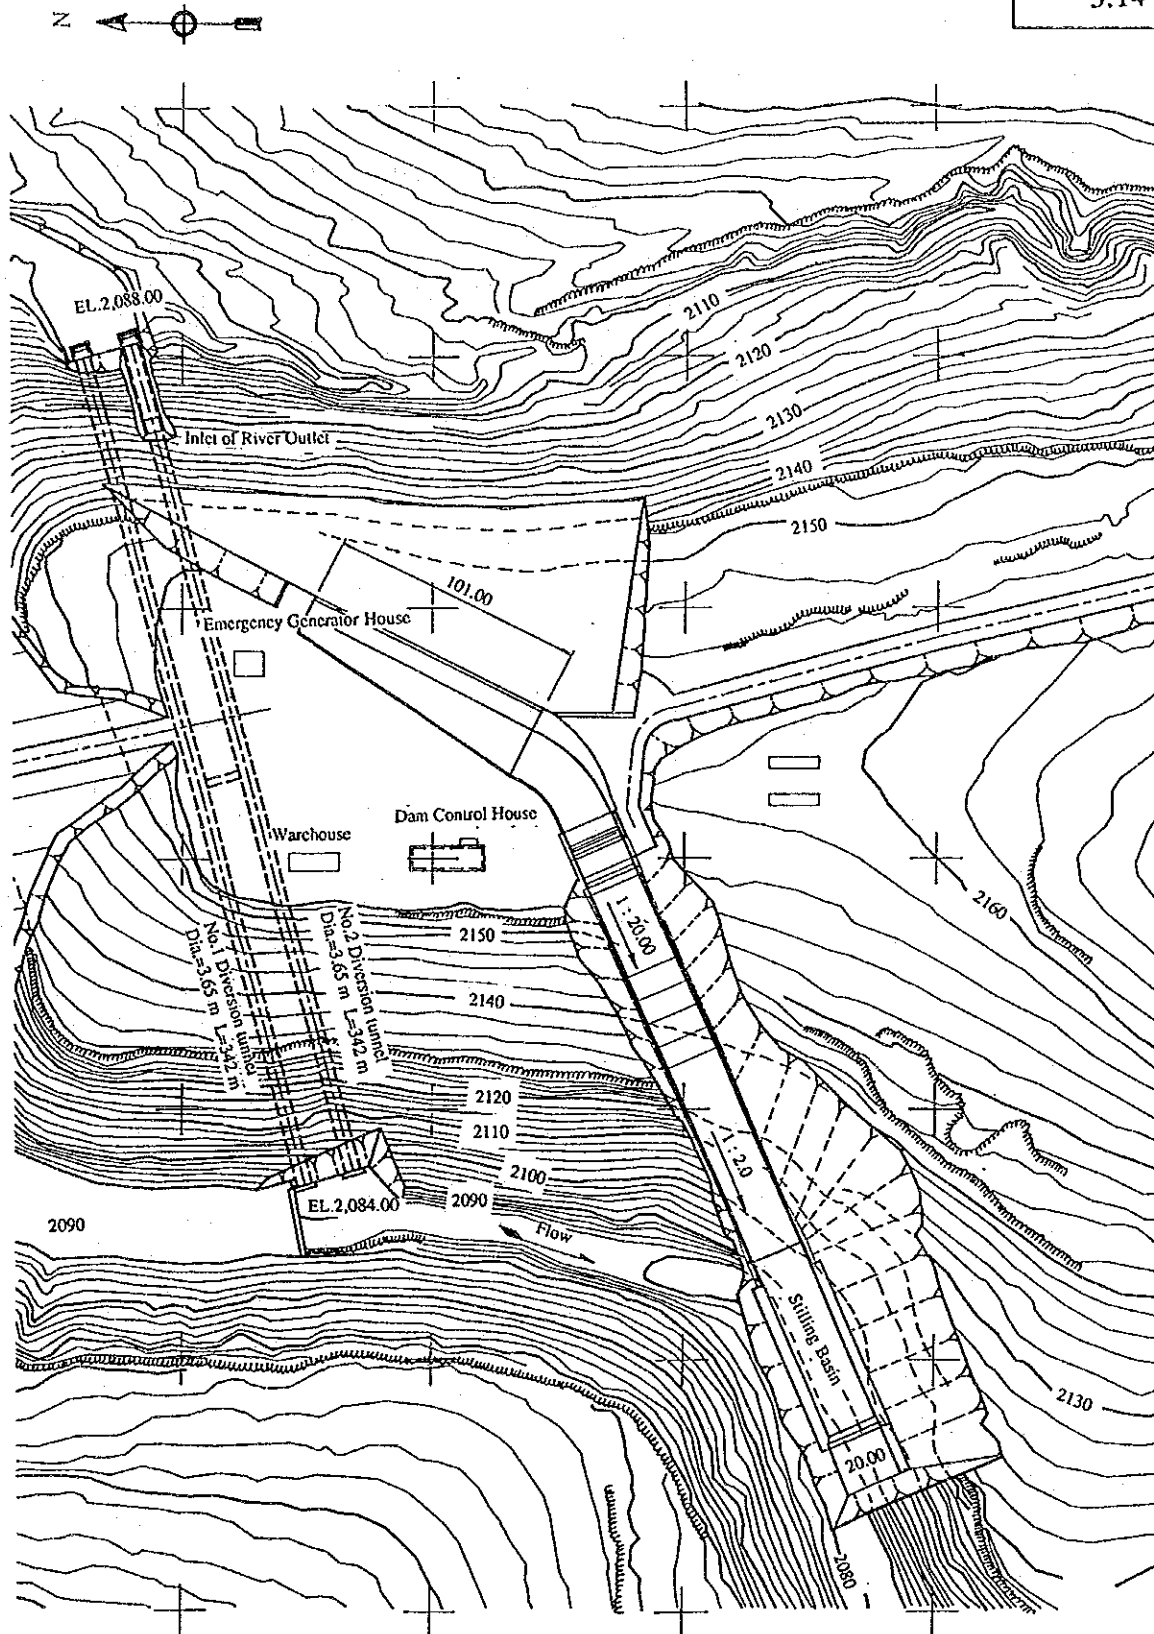 N
EL.2,088.00
2110
2120
2130
Inlet of River Outlet
2140
2150
101.00
Emergency Generator House
Dam Control House
Warehouse
2160
1 : 20.00
2150
No.2 Diversion tunnel
Dia.=3.65 m L=342 m
No.1 Diversion tunnel
Dia.=3.65 m L=342 m
2140
2120
2110
1 : 2.0
2100
EL.2,084.00
2090
2090
Flow
Stilling Basin
2130
20.00
2080